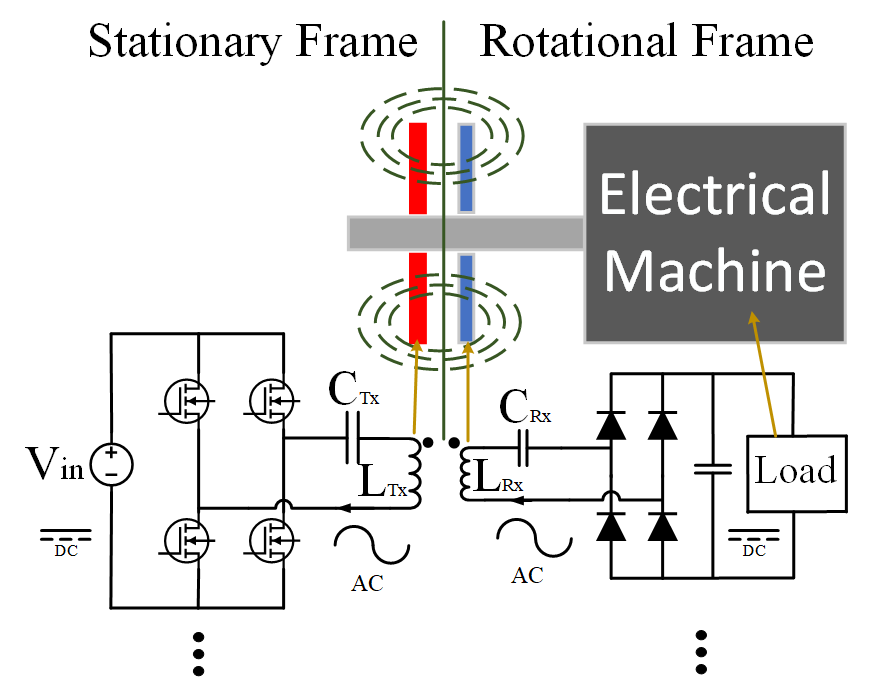 Stationary Frame
Rotational Frame
Electrical
Machine
CTx
CRx
Vin
LTx
LRx
Load
DC
DC
AC
AC